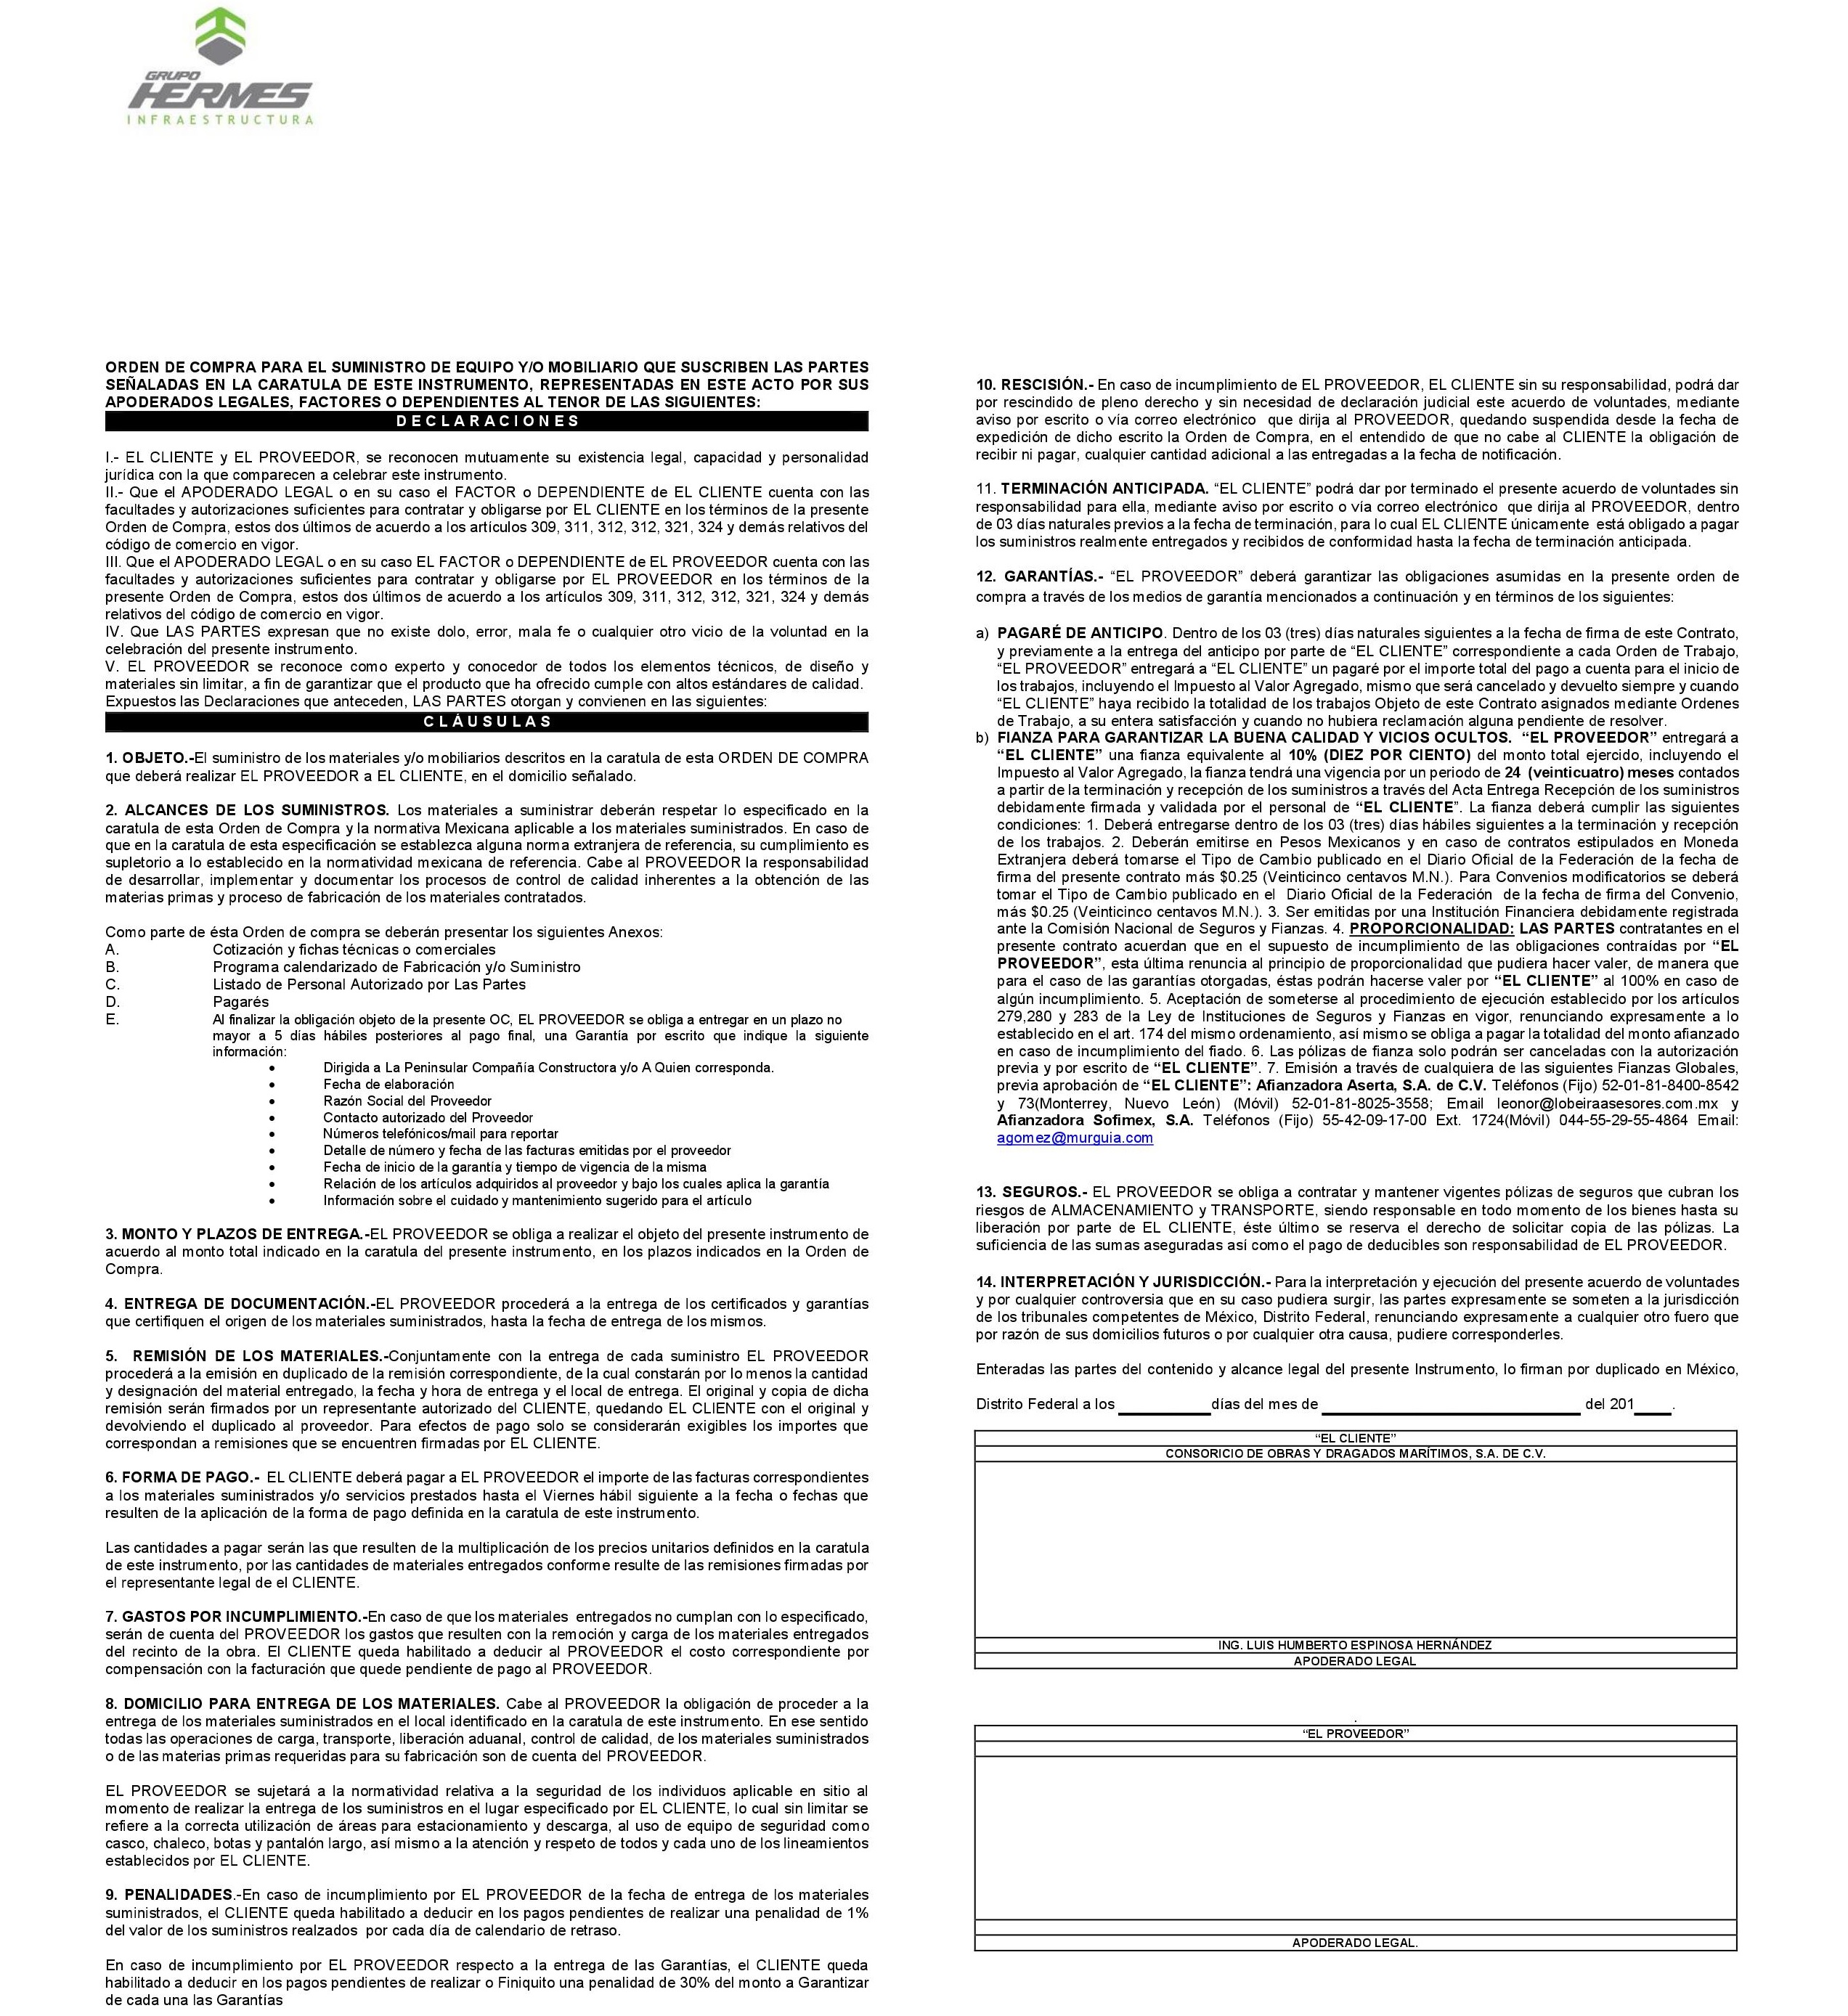 GRUPO
HERMES
INFRAESTRUCTURA
ORDEN DE COMPRA PARA EL SUMINISTRO DE EQUIPO Y/O MOBILIARIO QUE SUSCRIBEN LAS PARTES
SEÑALADAS EN LA CARATULA DE ESTE INSTRUMENTO, REPRESENTADAS EN ESTE ACTO POR SUS
APODERADOS LEGALES, FACTORES O DEPENDIENTES AL TENOR DE LAS SIGUIENTES:
DECLARACIONES
I.- EL CLIENTE y EL PROVEEDOR, se reconocen mutuamente su existencia legal, capacidad y personalidad
jurídica con la que comparecen a celebrar este instrumento.
II.- Que el APODERADO LEGAL o en su caso el FACTOR o DEPENDIENTE de EL CLIENTE cuenta con las
facultades y autorizaciones suficientes para contratar y obligarse por EL CLIENTE en los términos de la presente
Orden de Compra, estos dos últimos de acuerdo a los artículos 309, 311, 312, 312, 321, 324 y demás relativos del
código de comercio en vigor.
III. Que el APODERADO LEGAL o en su caso EL FACTOR o DEPENDIENTE de EL PROVEEDOR cuenta con las
facultades y autorizaciones suficientes para contratar y obligarse por EL PROVEEDOR en los términos de la
presente Orden de Compra, estos dos últimos de acuerdo a los artículos 309, 311, 312, 312, 321, 324 y demás
relativos del código de comercio en vigor.
IV. Que LAS PARTES expresan que no existe dolo, error, mala fe o cualquier otro vicio de la voluntad en la
celebración del presente instrumento.
V. EL PROVEEDOR se reconoce como experto y conocedor de todos los elementos técnicos, de diseño y
materiales sin limitar, a fin de garantizar que el producto que ha ofrecido cumple con altos estándares de calidad.
Expuestos las Declaraciones que anteceden, LAS PARTES otorgan y convienen en las siguientes:
CLÁUSULAS
1. OBJETO.-El suministro de los materiales y/o mobiliarios descritos en la caratula de esta ORDEN DE COMPRA
que deberá realizar EL PROVEEDOR a EL CLIENTE, en el domicilio señalado.
2. ALCANCES DE LOS SUMINISTROS. Los materiales a suministrar deberán respetar lo especificado en la
caratula de esta Orden de Compra y la normativa Mexicana aplicable a los materiales suministrados. En caso de
que en la caratula de esta especificación se establezca alguna norma extranjera de referencia, su cumplimiento es
supletorio a lo establecido en la normatividad mexicana de referencia. Cabe al PROVEEDOR la responsabilidad
de desarrollar, implementar y documentar los procesos de control de calidad inherentes a la obtención de las
materias primas y proceso de fabricación de los materiales contratados.
Como parte de ésta Orden de compra se deberán presentar los siguientes Anexos:
A. Cotización y fichas técnicas o comerciales
B. Programa calendarizado de Fabricación y/o Suministro
C. Listado de Personal Autorizado por Las Partes
D. Pagarés
E. Al finalizar la obligación objeto de la presente OC, EL PROVEEDOR se obliga a entregar en un plazo no
mayor a 5 días hábiles posteriores al pago final, una Garantía por escrito que indique la siguiente
información:
• Dirigida a La Peninsular Compañía Constructora y/o A Quien corresponda.
• Fecha de elaboración
• Razón Social del Proveedor
• Contacto autorizado del Proveedor
• Números telefónicos/mail para reportar
• Detalle de número y fecha de las facturas emitidas por el proveedor
• Fecha de inicio de la garantía y tiempo de vigencia de la misma
• Relación de los artículos adquiridos al proveedor y bajo los cuales aplica la garantía
• Información sobre el cuidado y mantenimiento sugerido para el artículo
3. MONTO Y PLAZOS DE ENTREGA.-EL PROVEEDOR se obliga a realizar el objeto del presente instrumento de
acuerdo al monto total indicado en la caratula del presente instrumento, en los plazos indicados en la Orden de
Compra.
4. ENTREGA DE DOCUMENTACIÓN.-EL PROVEEDOR procederá a la entrega de los certificados y garantías
que certifiquen el origen de los materiales suministrados, hasta la fecha de entrega de los mismos.
5. REMISIÓN DE LOS MATERIALES.-Conjuntamente con la entrega de cada suministro EL PROVEEDOR
procederá a la emisión en duplicado de la remisión correspondiente, de la cual constarán por lo menos la cantidad
y designación del material entregado, la fecha y hora de entrega y el local de entrega. El original y copia de dicha
remisión serán firmados por un representante autorizado del CLIENTE, quedando EL CLIENTE con el original y
devolviendo el duplicado al proveedor. Para efectos de pago solo se considerarán exigibles los importes que
correspondan a remisiones que se encuentren firmadas por EL CLIENTE.
6. FORMA DE PAGO.- EL CLIENTE deberá pagar a EL PROVEEDOR el importe de las facturas correspondientes
a los materiales suministrados y/o servicios prestados hasta el Viernes hábil siguiente a la fecha o fechas que
resulten de la aplicación de la forma de pago definida en la caratula de este instrumento.
Las cantidades a pagar serán las que resulten de la multiplicación de los precios unitarios definidos en la caratula
de este instrumento, por las cantidades de materiales entregados conforme resulte de las remisiones firmadas por
el representante legal de el CLIENTE.
7. GASTOS POR INCUMPLIMIENTO.-En caso de que los materiales entregados no cumplan con lo especificado,
serán de cuenta del PROVEEDOR los gastos que resulten con la remoción y carga de los materiales entregados
del recinto de la obra. El CLIENTE queda habilitado a deducir al PROVEEDOR el costo correspondiente por
compensación con la facturación que quede pendiente de pago al PROVEEDOR.
8. DOMICILIO PARA ENTREGA DE LOS MATERIALES. Cabe al PROVEEDOR la obligación de proceder a la
entrega de los materiales suministrados en el local identificado en la caratula de este instrumento. En ese sentido
todas las operaciones de carga, transporte, liberación aduanal, control de calidad, de los materiales suministrados
o de las materias primas requeridas para su fabricación son de cuenta del PROVEEDOR.
EL PROVEEDOR se sujetará a la normatividad relativa a la seguridad de los individuos aplicable en sitio al
momento de realizar la entrega de los suministros en el lugar especificado por EL CLIENTE, lo cual sin limitar se
refiere a la correcta utilización de áreas para estacionamiento y descarga, al uso de equipo de seguridad como
casco, chaleco, botas y pantalón largo, así mismo a la atención y respeto de todos y cada uno de los lineamientos
establecidos por EL CLIENTE.
9. PENALIDADES.-En caso de incumplimiento por EL PROVEEDOR de la fecha de entrega de los materiales
suministrados, el CLIENTE queda habilitado a deducir en los pagos pendientes de realizar una penalidad de 1%
del valor de los suministros realzados por cada día de calendario de retraso.
En caso de incumplimiento por EL PROVEEDOR respecto a la entrega de las Garantías, el CLIENTE queda
habilitado a deducir en los pagos pendientes de realizar o Finiquito una penalidad de 30% del monto a Garantizar
de cada una las Garantías
10. RESCISIÓN.- En caso de incumplimiento de EL PROVEEDOR, EL CLIENTE sin su responsabilidad, podrá dar
por rescindido de pleno derecho y sin necesidad de declaración judicial este acuerdo de voluntades, mediante
aviso por escrito o vía correo electrónico que dirija al PROVEEDOR, quedando suspendida desde la fecha de
expedición de dicho escrito la Orden de Compra, en el entendido de que no cabe al CLIENTE la obligación de
recibir ni pagar, cualquier cantidad adicional a las entregadas a la fecha de notificación.
11. TERMINACIÓN ANTICIPADA. “EL CLIENTE” podrá dar por terminado el presente acuerdo de voluntades sin
responsabilidad para ella, mediante aviso por escrito o vía correo electrónico que dirija al PROVEEDOR, dentro
de 03 días naturales previos a la fecha de terminación, para lo cual EL CLIENTE únicamente está obligado a pagar
los suministros realmente entregados y recibidos de conformidad hasta la fecha de terminación anticipada.
12. GARANTÍAS.- “EL PROVEEDOR” deberá garantizar las obligaciones asumidas en la presente orden de
compra a través de los medios de garantía mencionados a continuación y en términos de los siguientes:
a) PAGARÉ DE ANTICIPO. Dentro de los 03 (tres) días naturales siguientes a la fecha de firma de este Contrato,
y previamente a la entrega del anticipo por parte de “EL CLIENTE” correspondiente a cada Orden de Trabajo,
“EL PROVEEDOR” entregará a “EL CLIENTE” un pagaré por el importe total del pago a cuenta para el inicio de
los trabajos, incluyendo el Impuesto al Valor Agregado, mismo que será cancelado y devuelto siempre y cuando
“EL CLIENTE” haya recibido la totalidad de los trabajos Objeto de este Contrato asignados mediante Ordenes
de Trabajo, a su entera satisfacción y cuando no hubiera reclamación alguna pendiente de resolver.
b) FIANZA PARA GARANTIZAR LA BUENA CALIDAD Y VICIOS OCULTOS. “EL PROVEEDOR” entregará a
“EL CLIENTE” una fianza equivalente al 10% (DIEZ POR CIENTO) del monto total ejercido, incluyendo el
Impuesto al Valor Agregado, la fianza tendrá una vigencia por un periodo de 24 (veinticuatro) meses contados
a partir de la terminación y recepción de los suministros a través del Acta Entrega Recepción de los suministros
debidamente firmada y validada por el personal de “EL CLIENTE”. La fianza deberá cumplir las siguientes
condiciones: 1. Deberá entregarse dentro de los 03 (tres) días hábiles siguientes a la terminación y recepción
de los trabajos. 2. Deberán emitirse en Pesos Mexicanos y en caso de contratos estipulados en Moneda
Extranjera deberá tomarse el Tipo de Cambio publicado en el Diario Oficial de la Federación de la fecha de
firma del presente contrato más $0.25 (Veinticinco centavos M.N.). Para Convenios modificatorios se deberá
tomar el Tipo de Cambio publicado en el Diario Oficial de la Federación de la fecha de firma del Convenio,
más $0.25 (Veinticinco centavos M.N.). 3. Ser emitidas por una Institución Financiera debidamente registrada
ante la Comisión Nacional de Seguros y Fianzas. 4. PROPORCIONALIDAD: LAS PARTES contratantes en el
presente contrato acuerdan que en el supuesto de incumplimiento de las obligaciones contraídas por “EL
PROVEEDOR”, esta última renuncia al principio de proporcionalidad que pudiera hacer valer, de manera que
para el caso de las garantías otorgadas, éstas podrán hacerse valer por “EL CLIENTE” al 100% en caso de
algún incumplimiento. 5. Aceptación de someterse al procedimiento de ejecución establecido por los artículos
279,280 y 283 de la Ley de Instituciones de Seguros y Fianzas en vigor, renunciando expresamente a lo
establecido en el art. 174 del mismo ordenamiento, así mismo se obliga a pagar la totalidad del monto afianzado
en caso de incumplimiento del fiado. 6. Las pólizas de fianza solo podrán ser canceladas con la autorización
previa y por escrito de “EL CLIENTE”. 7. Emisión a través de cualquiera de las siguientes Fianzas Globales,
previa aprobación de “EL CLIENTE”: Afianzadora Aserta, S.A. de C.V. Teléfonos (Fijo) 52-01-81-8400-8542
y 73(Monterrey, Nuevo León) (Móvil) 52-01-81-8025-3558; Email leonor@lobeiraasesores.com.mx y
Afianzadora Sofimex, S.A. Teléfonos (Fijo) 55-42-09-17-00 Ext. 1724(Móvil) 044-55-29-55-4864 Email:
agomez@murguia.com
13. SEGUROS.- EL PROVEEDOR se obliga a contratar y mantener vigentes pólizas de seguros que cubran los
riesgos de ALMACENAMIENTO y TRANSPORTE, siendo responsable en todo momento de los bienes hasta su
liberación por parte de EL CLIENTE, éste último se reserva el derecho de solicitar copia de las pólizas. La
suficiencia de las sumas aseguradas así como el pago de deducibles son responsabilidad de EL PROVEEDOR.
14. INTERPRETACIÓN Y JURISDICCIÓN.- Para la interpretación y ejecución del presente acuerdo de voluntades
y por cualquier controversia que en su caso pudiera surgir, las partes expresamente se someten a la jurisdicción
de los tribunales competentes de México, Distrito Federal, renunciando expresamente a cualquier otro fuero que
por razón de sus domicilios futuros o por cualquier otra causa, pudiere corresponderles.
Enteradas las partes del contenido y alcance legal del presente Instrumento, lo firman por duplicado en México,
Distrito Federal a los __________días del mes de ____________________________ del 201____.
“EL CLIENTE”
CONSORICIO DE OBRAS Y DRAGADOS MARÍTIMOS, S.A. DE C.V.
ING. LUIS HUMBERTO ESPINOSA HERNÁNDEZ
APODERADO LEGAL
.
“EL PROVEEDOR”
APODERADO LEGAL.